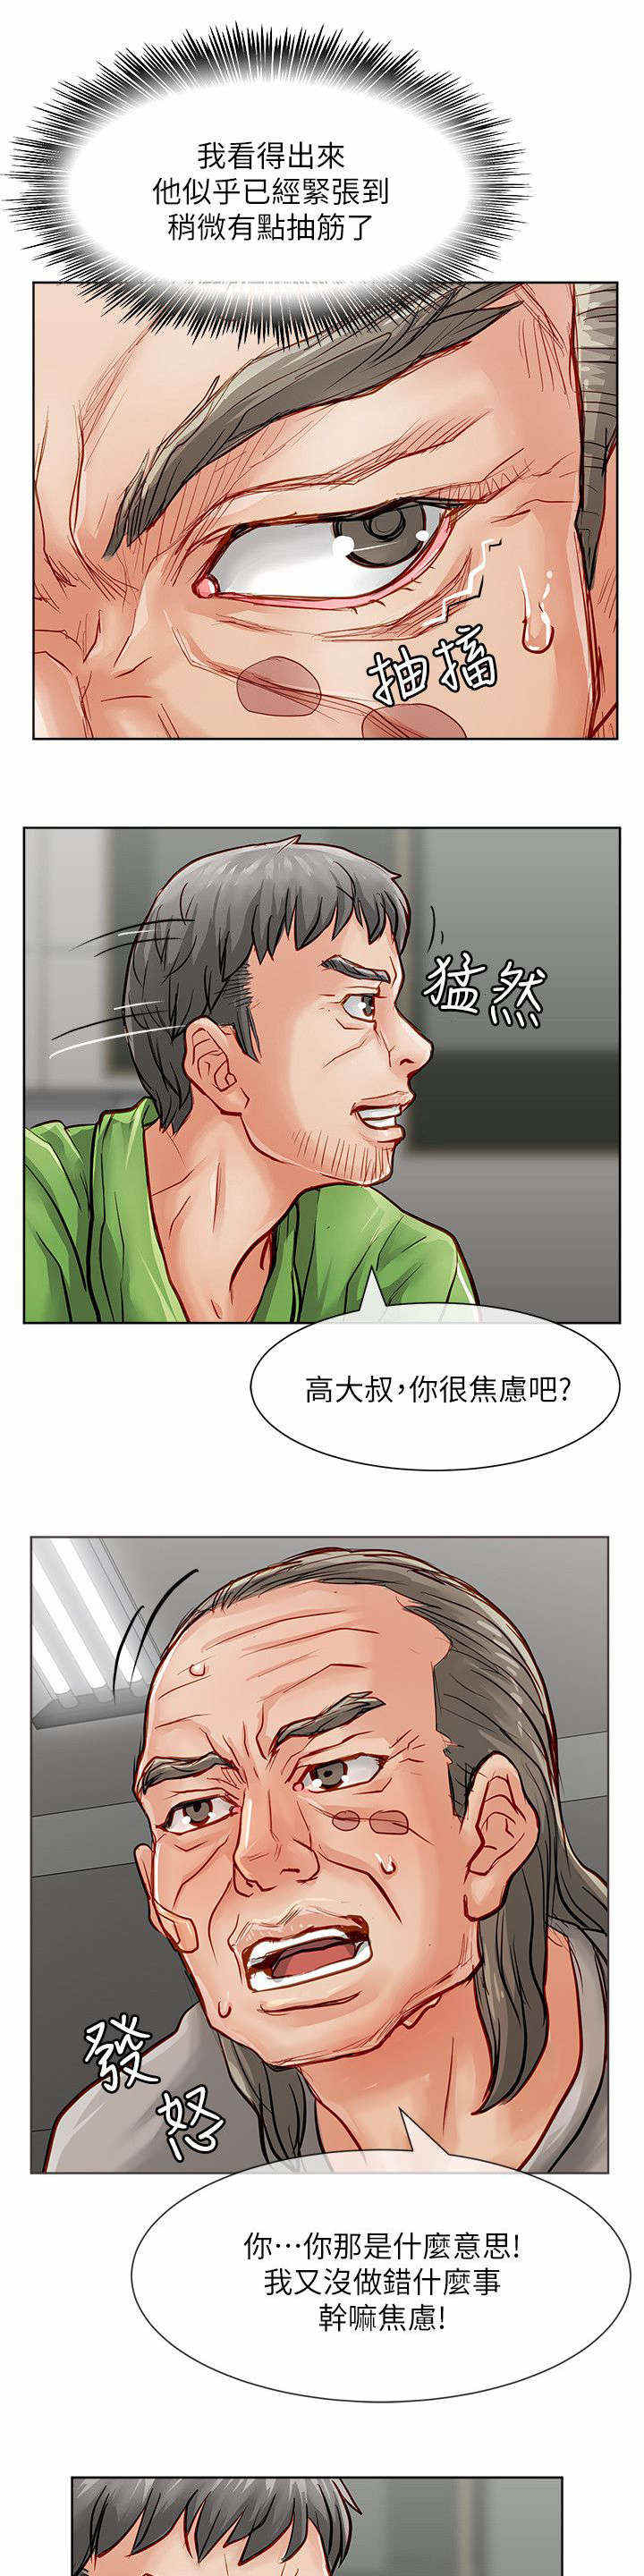 我看得出來
他似乎已經緊張到
稍微有點抽筋了
抽搐
猛然
高大叔，你很焦慮吧?
發怒
你…你那是什麼意思!
我又沒做錯什麼事
幹嘛焦慮!